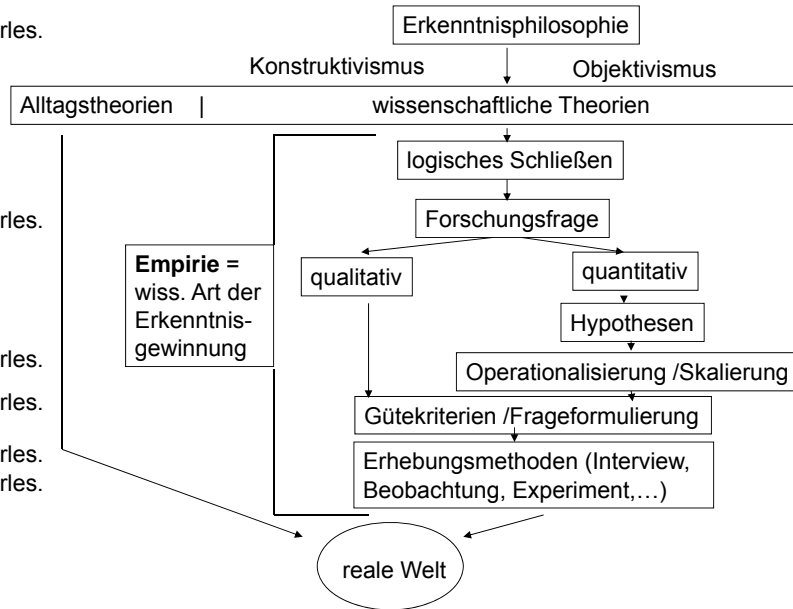 rles.
Erkenntnisphilosophie
Konstruktivismus
Objektivismus
Alltagstheorien | wissenschaftliche Theorien
logisches Schließen
rles.
Forschungsfrage
Empirie =
wiss. Art der
Erkenntnis-
gewinnung
qualitativ
quantitativ
Hypothesen
rles.
Operationalisierung /Skalierung
rles.
Gütekriterien /Frageformulierung
rles.
Erhebungsmethoden (Interview,
rles.
Beobachtung, Experiment,…)
reale Welt